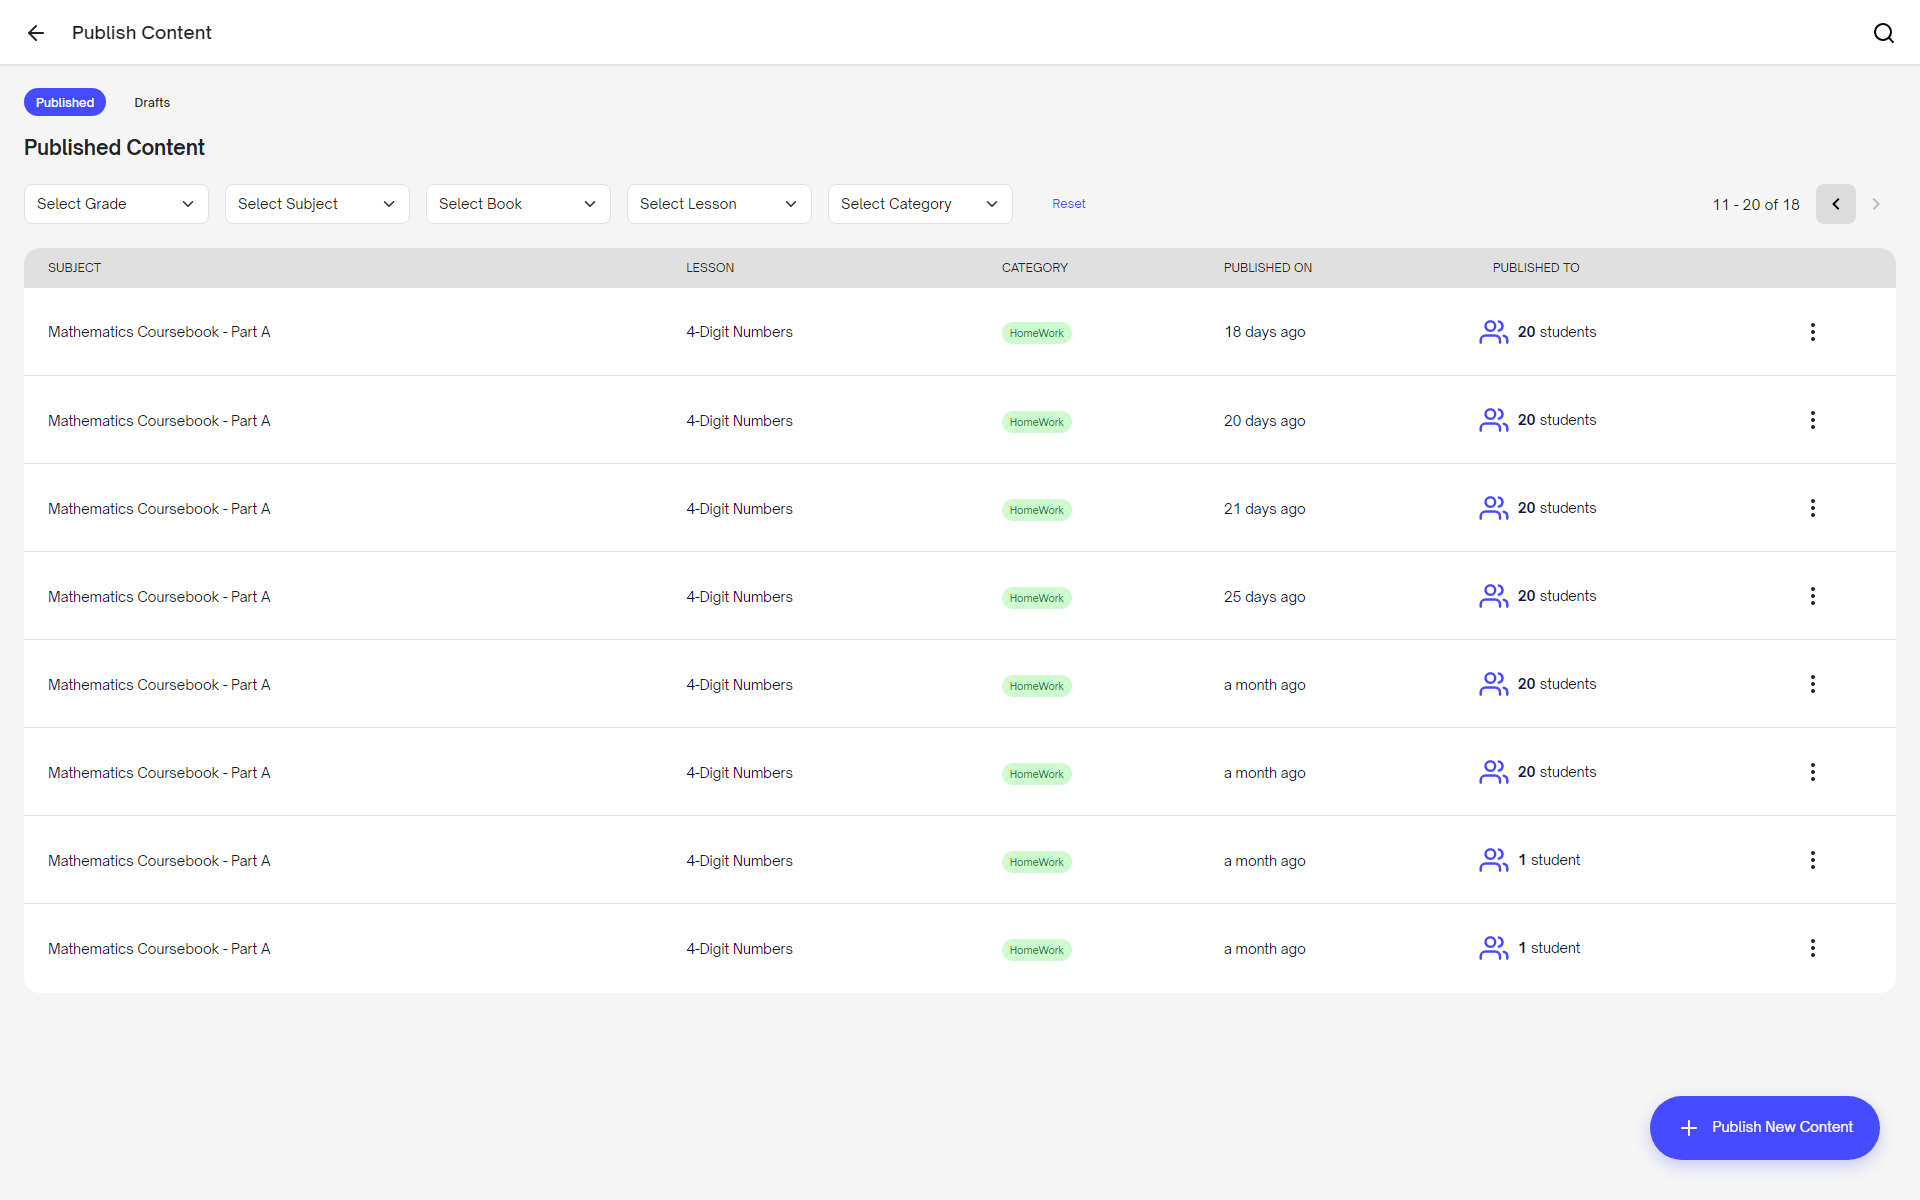 Publish Content
Published Drafts
Published Content
Select Grade Select Subject Select Book Select Lesson Select Category Reset 11 - 20 of 18
SUBJECT LESSON CATEGORY PUBLISHED ON PUBLISHED TO
Mathematics Coursebook - Part A 4-Digit Numbers HomeWork 18 days ago 20 students
Mathematics Coursebook - Part A 4-Digit Numbers HomeWork 20 days ago 20 students
Mathematics Coursebook - Part A 4-Digit Numbers HomeWork 21 days ago 20 students
Mathematics Coursebook - Part A 4-Digit Numbers HomeWork 25 days ago 20 students
Mathematics Coursebook - Part A 4-Digit Numbers HomeWork a month ago 20 students
Mathematics Coursebook - Part A 4-Digit Numbers HomeWork a month ago 20 students
Mathematics Coursebook - Part A 4-Digit Numbers HomeWork a month ago 1 student
Mathematics Coursebook - Part A 4-Digit Numbers HomeWork a month ago 1 student
Publish New Content